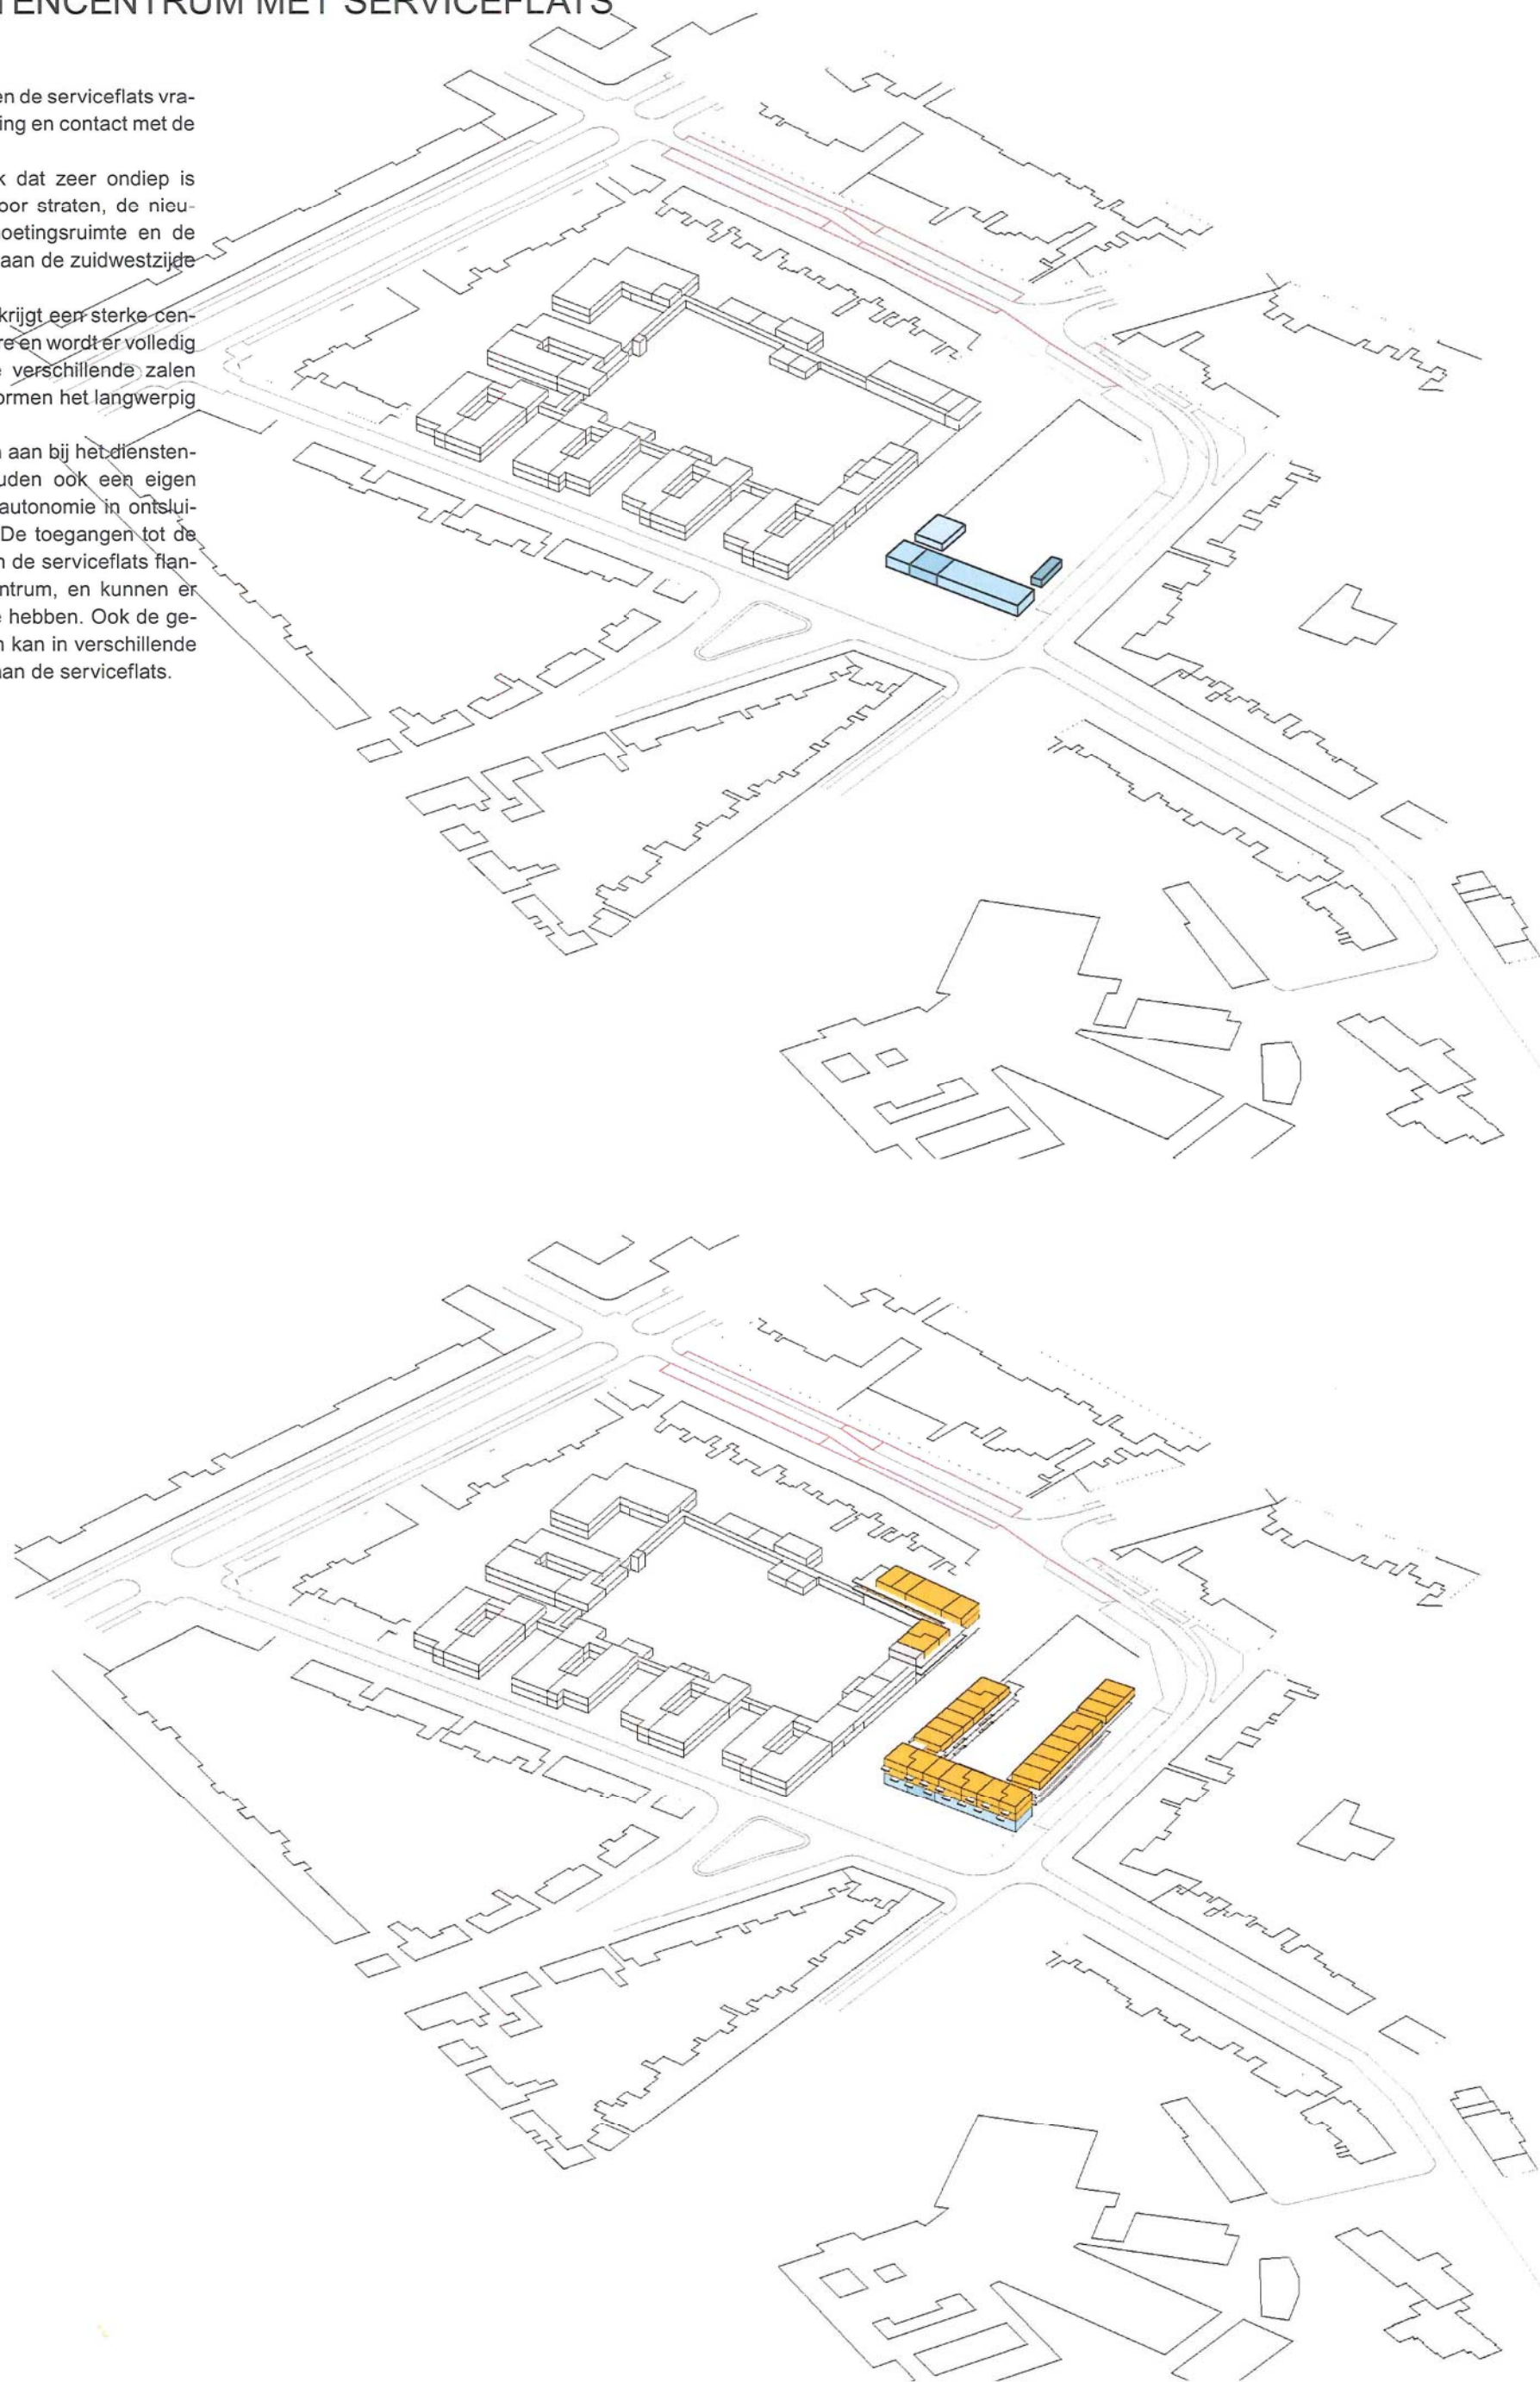 TENCENTRUM MET SERVICEFLATS
en de serviceflats vra-
ing en contact met de
k dat zeer ondiep is
oor straten, de nieu-
oetingsruimte en de
aan de zuidwestzijde
krijgt een sterke cen-
re en wordt er volledig
e verschillende zalen
ormen het langwerpig
n aan bij het diensten-
uden ook een eigen
autonomie in ontslui-
De toegangen tot de
n de serviceflats flan-
ntrum, en kunnen er
e hebben. Ook de ge-
n kan in verschillende
aan de serviceflats.